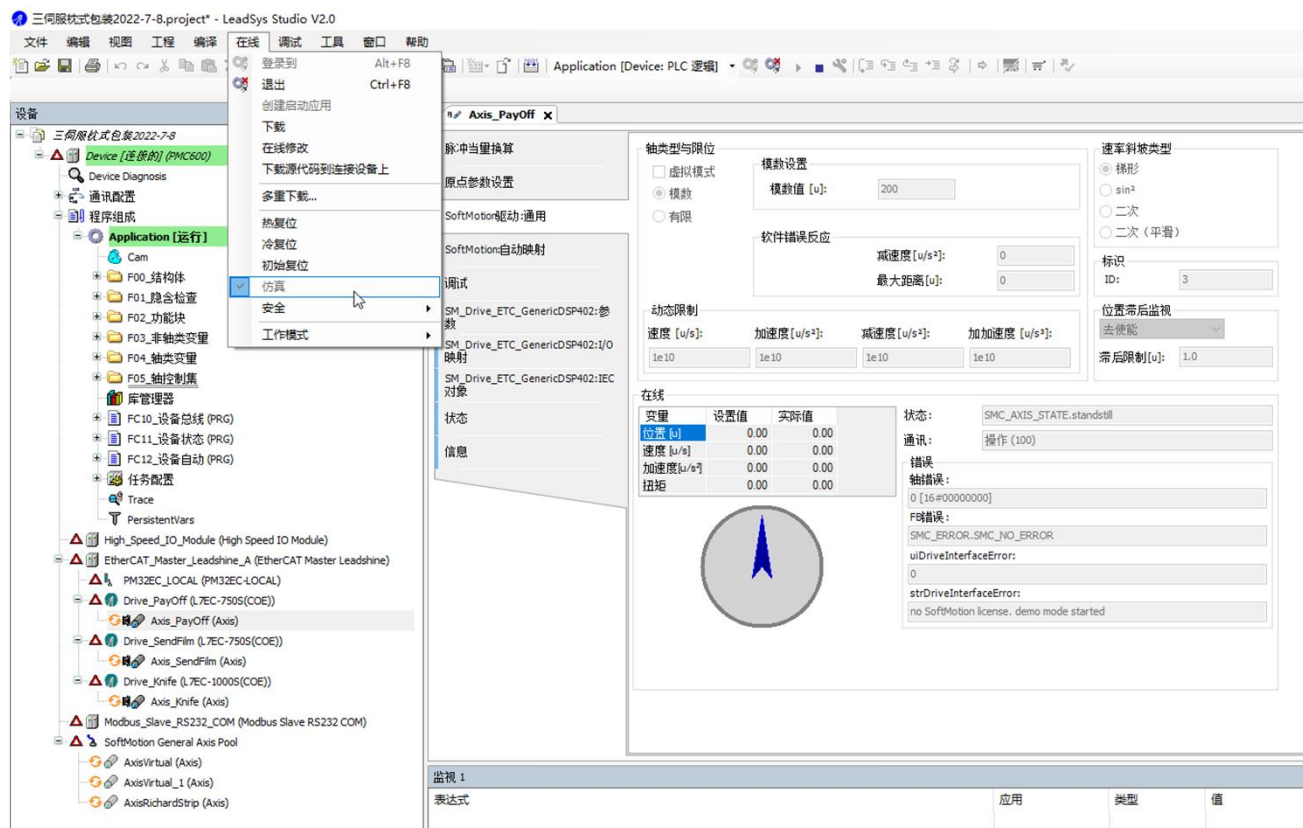 三伺服枕式包装2022-7-8.project* - LeadSys Studio V2.0
文件 编辑 视图 工程 编译 在线 调试 工具 窗口 帮助
Application [Device: PLC 逻辑]
登录到 Alt+F8
退出 Ctrl+F8
创建启动应用
下载
在线修改
下载源代码到连接设备上
多重下载...
热复位
冷复位
初始复位
仿真
安全
工作模式
设备
三伺服枕式包装2022-7-8
Device [连接的] (PMC600)
Device Diagnosis
通讯配置
程序组成
Application [运行]
Cam
F00_结构体
F01_隐含检查
F02_功能块
F03_非轴类变量
F04_轴类变量
F05_轴控制集
库管理器
FC10_设备总线 (PRG)
FC11_设备状态 (PRG)
FC12_设备自动 (PRG)
任务配置
Trace
PersistentVars
High_Speed_IO_Module (High Speed IO Module)
EtherCAT_Master_Leadshine_A (EtherCAT Master Leadshine)
PM32EC_LOCAL (PM32EC-LOCAL)
Drive_PayOff (L7EC-750S(COE))
Axis_PayOff (Axis)
Drive_SendFilm (L7EC-750S(COE))
Axis_SendFilm (Axis)
Drive_Knife (L7EC-1000S(COE))
Axis_Knife (Axis)
Modbus_Slave_RS232_COM (Modbus Slave RS232 COM)
SoftMotion General Axis Pool
AxisVirtual (Axis)
AxisVirtual_1 (Axis)
AxisRichardStrip (Axis)
Axis_PayOff
脉冲当量换算
原点参数设置
SoftMotion驱动:通用
SoftMotion:自动映射
调试
SM_Drive_ETC_GenericDSP402:参
数
SM_Drive_ETC_GenericDSP402:I/O
映射
SM_Drive_ETC_GenericDSP402:IEC
对象
状态
信息
轴类型与限位
虚拟模式
模数
有限
模数设置
模数值 [u]: 200
软件错误反应
减速度[u/s²]: 0
最大距离[u]: 0
动态限制
速度 [u/s]: 加速度[u/s²]: 减速度[u/s²]: 加加速度 [u/s³]:
1e10 1e10 1e10 1e10
速率斜坡类型
梯形
sin²
二次
二次（平滑）
标识
ID: 3
位置滞后监视
去使能
滞后限制[u]: 1.0
在线
变量 设置值 实际值
位置 [u] 0.00 0.00
速度 [u/s] 0.00 0.00
加速度[u/s²] 0.00 0.00
扭矩 0.00 0.00
状态: SMC_AXIS_STATE.standstill
通讯: 操作 (100)
错误
轴错误:
0 [16#00000000]
FB错误:
SMC_ERROR.SMC_NO_ERROR
uiDriveInterfaceError:
0
strDriveInterfaceError:
no SoftMotion license. demo mode started
监视 1
表达式 应用 类型 值